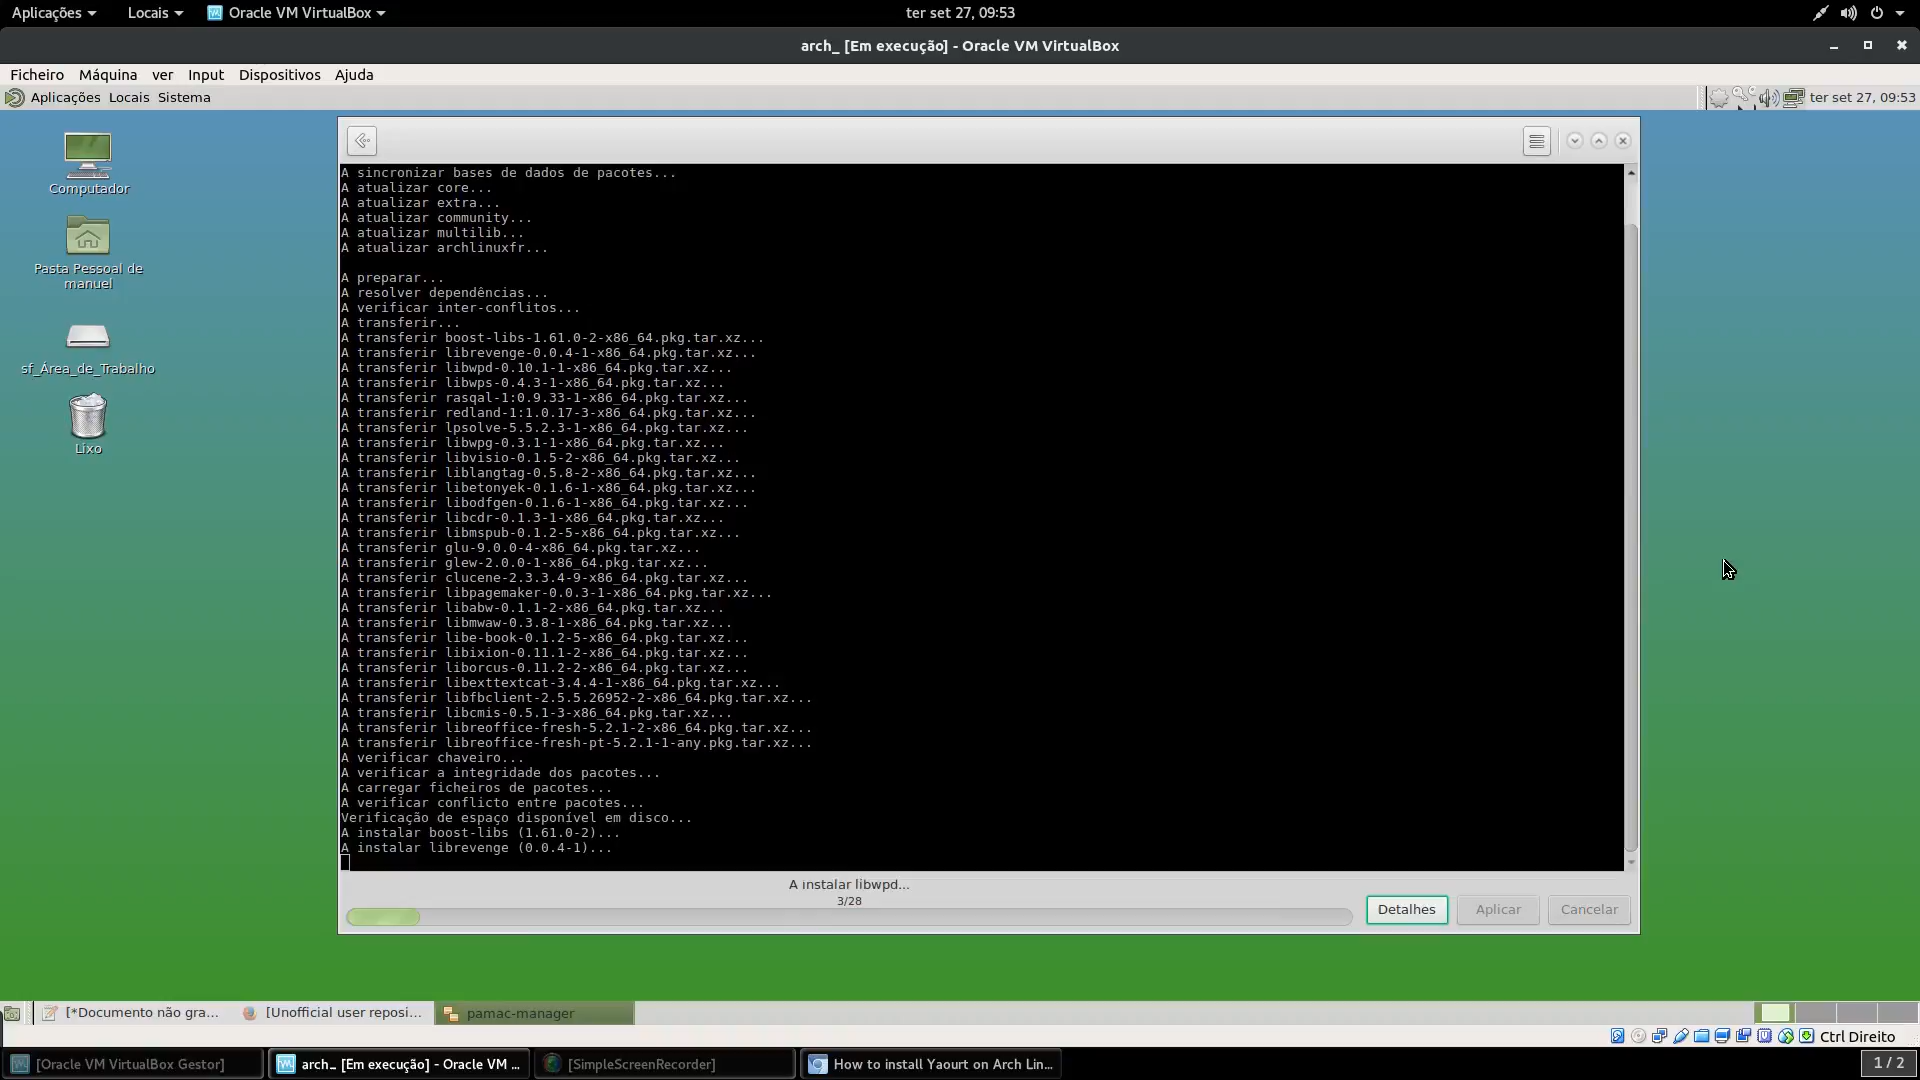 Aplicações
Locais
Oracle VM VirtualBox
ter set 27, 09:53
arch_ [Em execução] - Oracle VM VirtualBox
Ficheiro Máquina ver Input Dispositivos Ajuda
Aplicações Locais Sistema
ter set 27, 09:53
Computador
Pasta Pessoal de
manuel
sf_Área_de_Trabalho
Lixo
A sincronizar bases de dados de pacotes...
A atualizar core...
A atualizar extra...
A atualizar community...
A atualizar multilib...
A atualizar archlinuxfr...
A preparar...
A resolver dependências...
A verificar inter-conflitos...
A transferir...
A transferir boost-libs-1.61.0-2-x86_64.pkg.tar.xz...
A transferir librevenge-0.0.4-1-x86_64.pkg.tar.xz...
A transferir libwpd-0.10.1-1-x86_64.pkg.tar.xz...
A transferir libwps-0.4.3-1-x86_64.pkg.tar.xz...
A transferir rasqal-1:0.9.33-1-x86_64.pkg.tar.xz...
A transferir redland-1:1.0.17-3-x86_64.pkg.tar.xz...
A transferir lpsolve-5.5.2.3-1-x86_64.pkg.tar.xz...
A transferir libwpg-0.3.1-1-x86_64.pkg.tar.xz...
A transferir libvisio-0.1.5-2-x86_64.pkg.tar.xz...
A transferir liblangtag-0.5.8-2-x86_64.pkg.tar.xz...
A transferir libetonyek-0.1.6-1-x86_64.pkg.tar.xz...
A transferir libodfgen-0.1.6-1-x86_64.pkg.tar.xz...
A transferir libcdr-0.1.3-1-x86_64.pkg.tar.xz...
A transferir libmspub-0.1.2-5-x86_64.pkg.tar.xz...
A transferir glu-9.0.0-4-x86_64.pkg.tar.xz...
A transferir glew-2.0.0-1-x86_64.pkg.tar.xz...
A transferir clucene-2.3.3.4-9-x86_64.pkg.tar.xz...
A transferir libpagemaker-0.0.3-1-x86_64.pkg.tar.xz...
A transferir libabw-0.1.1-2-x86_64.pkg.tar.xz...
A transferir libmwaw-0.3.8-1-x86_64.pkg.tar.xz...
A transferir libe-book-0.1.2-5-x86_64.pkg.tar.xz...
A transferir libixion-0.11.1-2-x86_64.pkg.tar.xz...
A transferir liborcus-0.11.2-2-x86_64.pkg.tar.xz...
A transferir libexttextcat-3.4.4-1-x86_64.pkg.tar.xz...
A transferir libfbclient-2.5.5.26952-2-x86_64.pkg.tar.xz...
A transferir libcmis-0.5.1-3-x86_64.pkg.tar.xz...
A transferir libreoffice-fresh-5.2.1-2-x86_64.pkg.tar.xz...
A transferir libreoffice-fresh-pt-5.2.1-1-any.pkg.tar.xz...
A verificar chaveiro...
A verificar a integridade dos pacotes...
A carregar ficheiros de pacotes...
A verificar conflicto entre pacotes...
Verificação de espaço disponível em disco...
A instalar boost-libs (1.61.0-2)...
A instalar librevenge (0.0.4-1)...
A instalar libwpd...
3/28
Detalhes
Aplicar
Cancelar
[*Documento não gra...
[Unofficial user reposi...
pamac-manager
Ctrl Direito
[Oracle VM VirtualBox Gestor]
arch_ [Em execução] - Oracle VM ...
[SimpleScreenRecorder]
How to install Yaourt on Arch Lin...
1 / 2